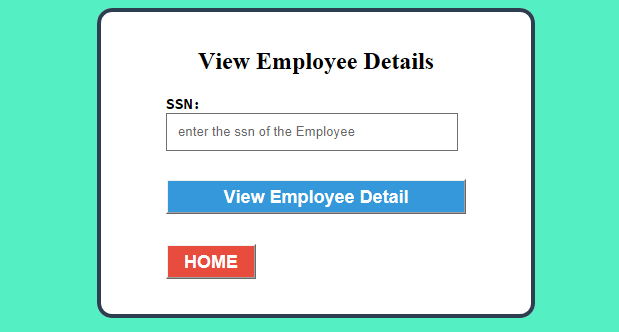 View Employee Details
SSN:
enter the ssn of the Employee
View Employee Detail
HOME